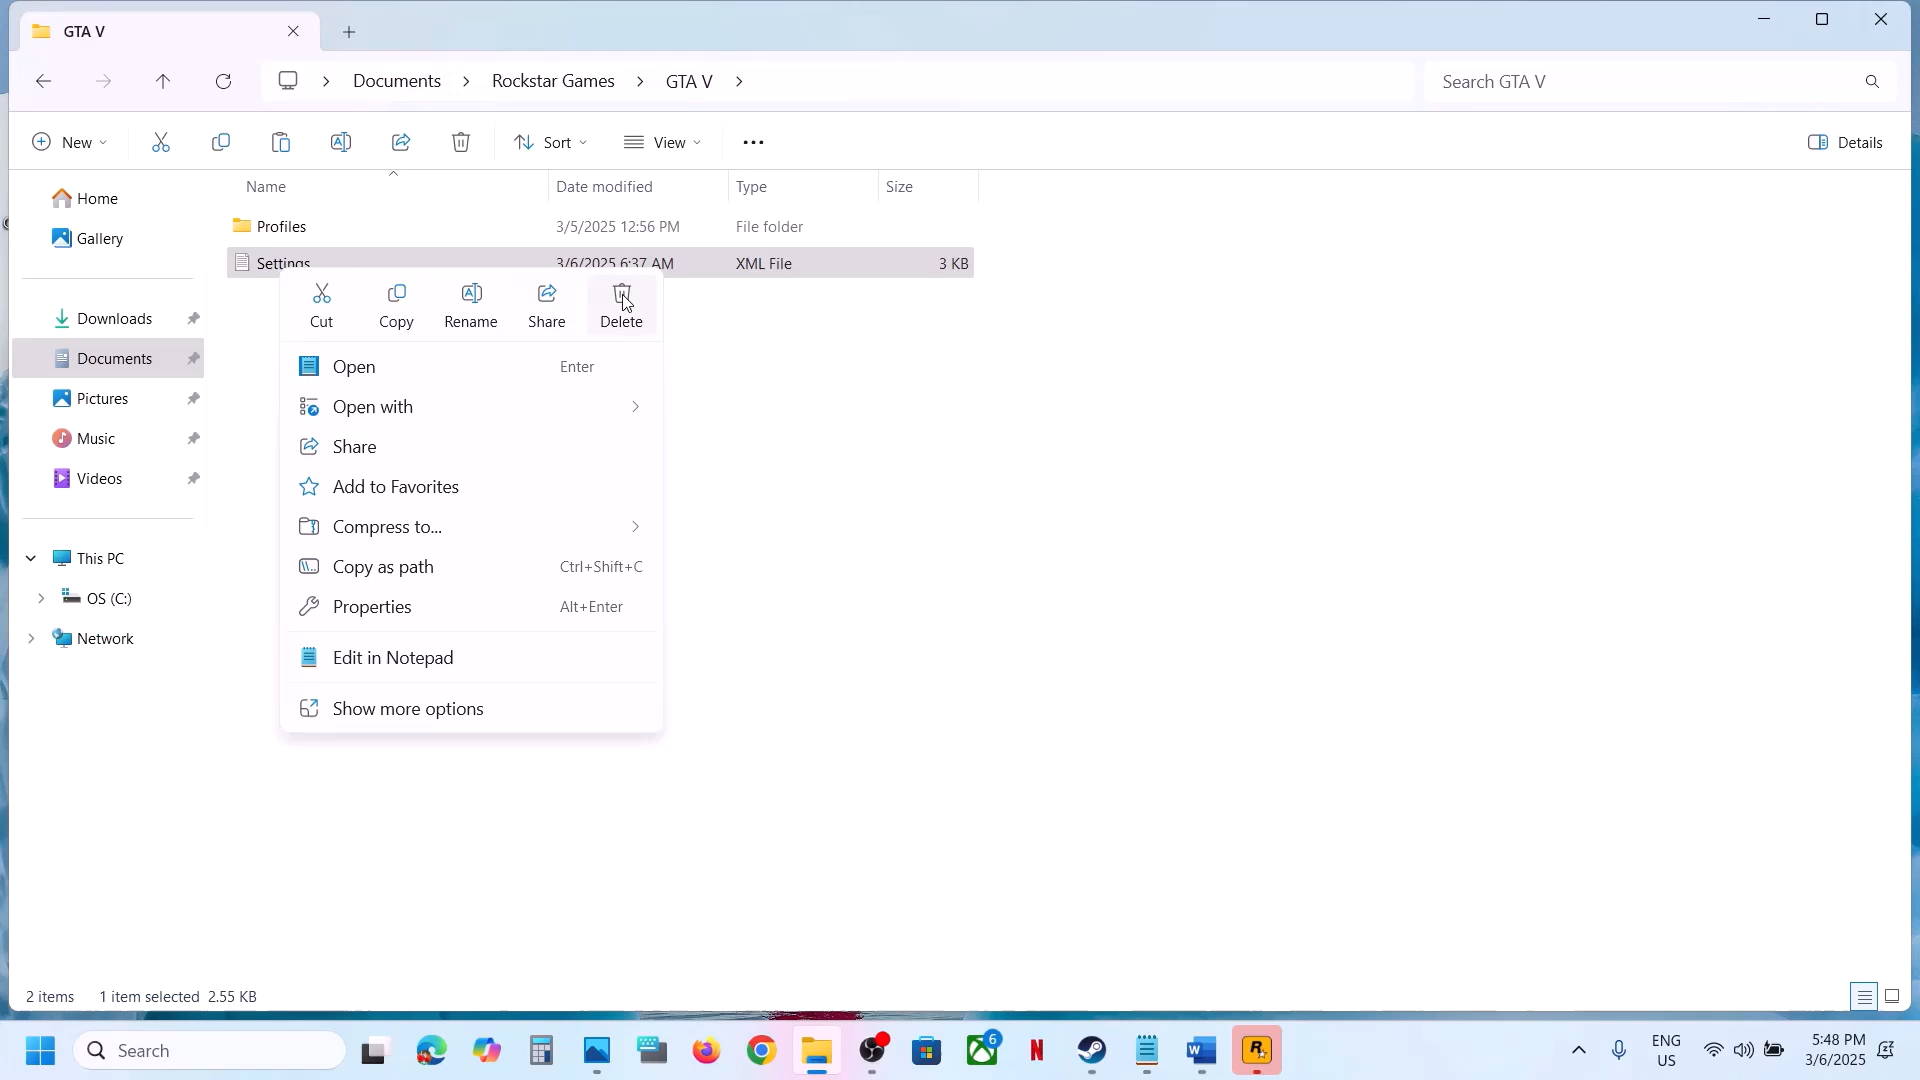 GTA V
Documents
Rockstar Games
GTA V
Search GTA V
New
Sort
View
Details
Name
Date modified
Type
Size
Home
Gallery
Downloads
Documents
Pictures
Music
Videos
This PC
OS (C:)
Network
Profiles
3/5/2025 12:56 PM
File folder
Settings
3/6/2025 6:37 AM
XML File
3 KB
Cut
Copy
Rename
Share
Delete
Open
Enter
Open with
Share
Add to Favorites
Compress to...
Copy as path
Ctrl+Shift+C
Properties
Alt+Enter
Edit in Notepad
Show more options
2 items
1 item selected 2.55 KB
Search
6
ENG
US
5:48 PM
3/6/2025